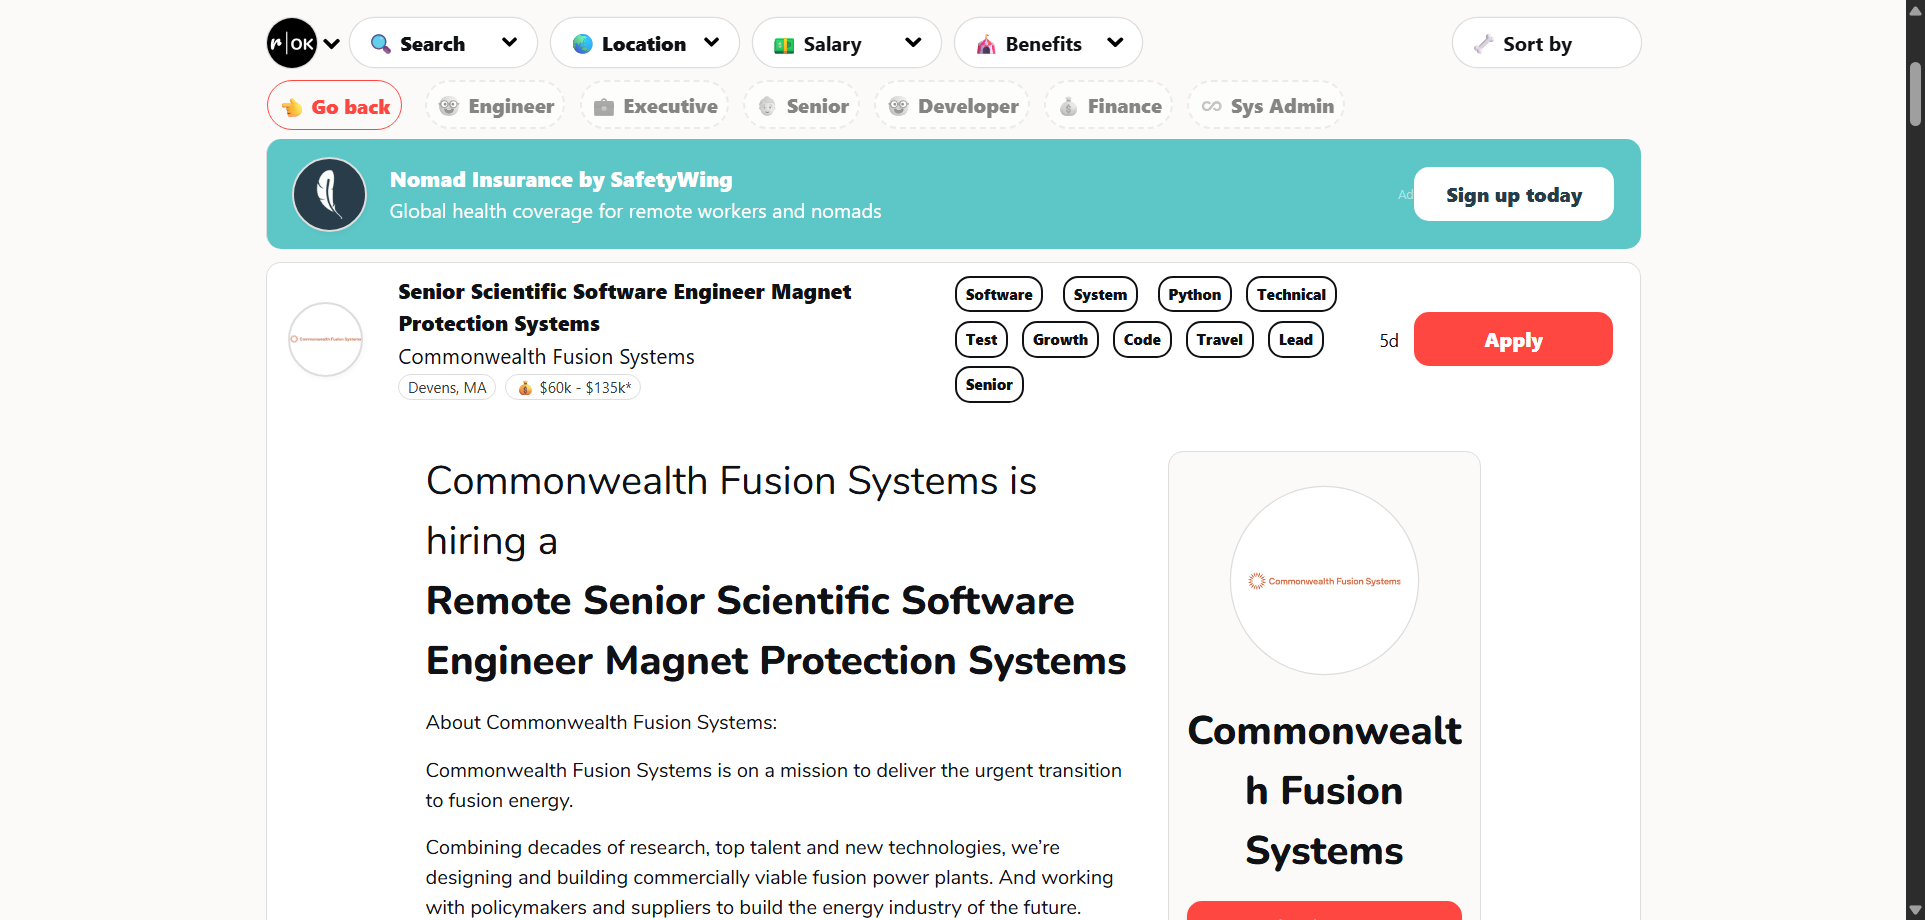 r|OK
Search
Location
Salary
Benefits
Sort by
Go back
Engineer
Executive
Senior
Developer
Finance
Sys Admin
Nomad Insurance by SafetyWing
Global health coverage for remote workers and nomads
Ad
Sign up today
Commonwealth Fusion Systems
Senior Scientific Software Engineer Magnet
Protection Systems
Commonwealth Fusion Systems
Devens, MA
$60k - $135k*
Software
System
Python
Technical
Test
Growth
Code
Travel
Lead
Senior
5d
Apply
Commonwealth Fusion Systems is
hiring a
Remote Senior Scientific Software
Engineer Magnet Protection Systems
About Commonwealth Fusion Systems:
Commonwealth Fusion Systems is on a mission to deliver the urgent transition
to fusion energy.
Combining decades of research, top talent and new technologies, we’re
designing and building commercially viable fusion power plants. And working
with policymakers and suppliers to build the energy industry of the future.
Commonwealth Fusion Systems
Commonwealt
h Fusion
Systems